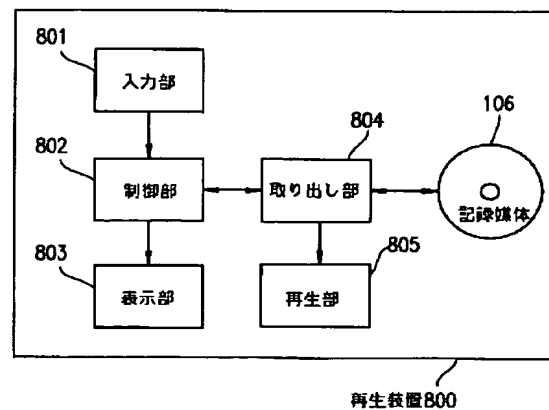 801
入力部
802
制御部
803
表示部
804
取り出し部
805
再生部
106
記録媒体
再生装置800